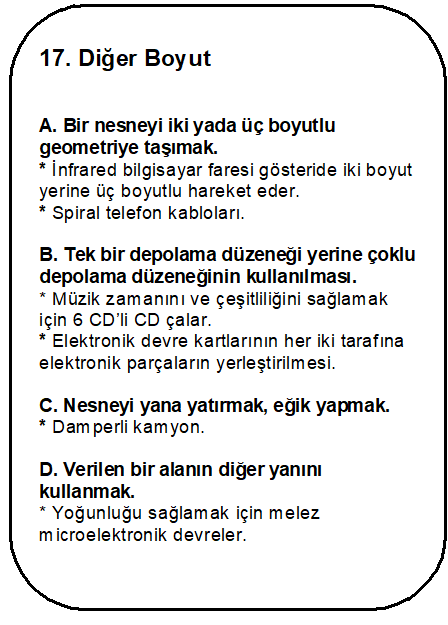 17. Diğer Boyut
A. Bir nesneyi iki yada üç boyutlu
geometriye taşımak.
* İnfrared bilgisayar faresi gösteride iki boyut
yerine üç boyutlu hareket eder.
* Spiral telefon kabloları.
B. Tek bir depolama düzeneği yerine çoklu
depolama düzeneğinin kullanılması.
* Müzik zamanını ve çeşitliliğini sağlamak
için 6 CD'li CD çalar.
* Elektronik devre kartlarının her iki tarafına
elektronik parçaların yerleştirilmesi.
C. Nesneyi yana yatırmak, eğik yapmak.
* Damperli kamyon.
D. Verilen bir alanın diğer yanını
kullanmak.
* Yoğunluğu sağlamak için melez
microelektronik devreler.